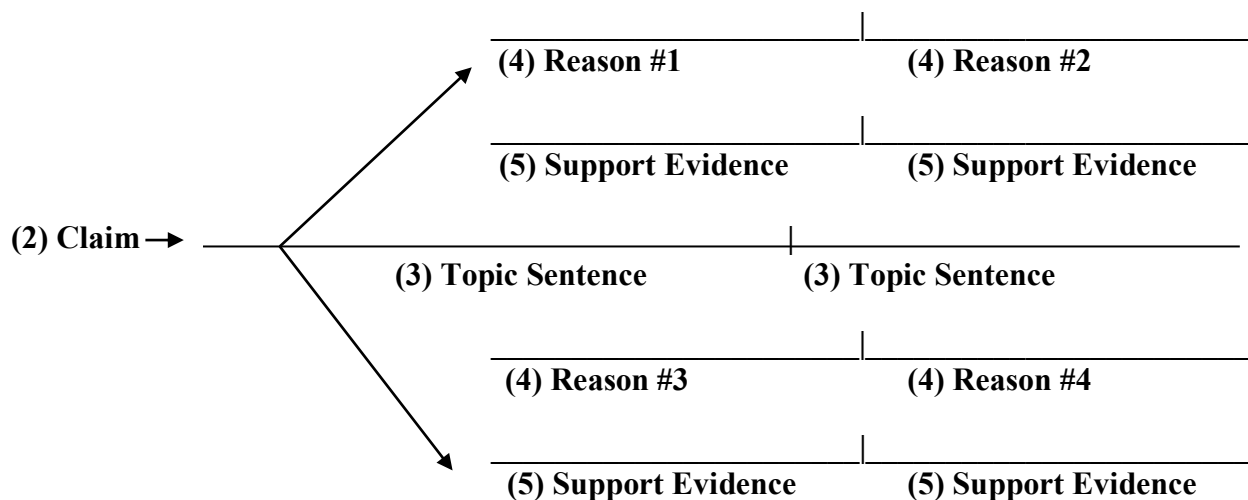 (4) Reason #1 (4) Reason #2
(5) Support Evidence (5) Support Evidence
(2) Claim
(3) Topic Sentence (3) Topic Sentence
(4) Reason #3 (4) Reason #4
(5) Support Evidence (5) Support Evidence